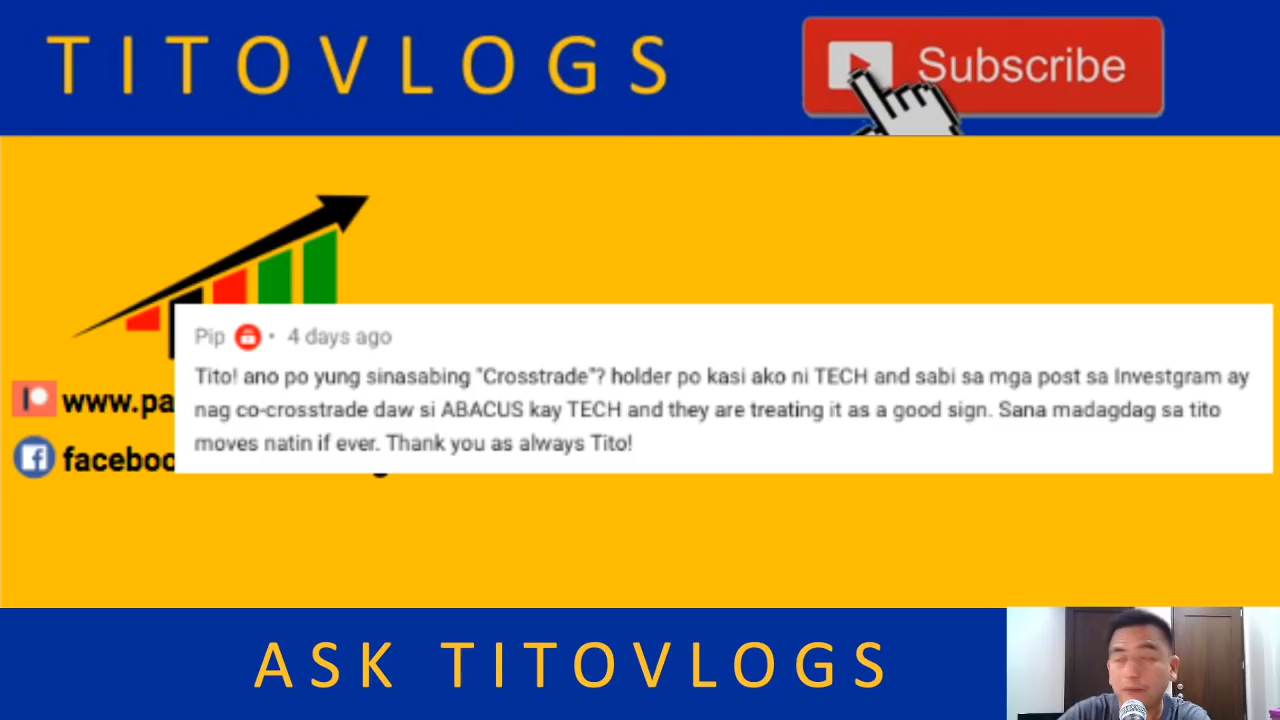 TITOVLOGS
Subscribe
Pip • 4 days ago
Tito! ano po yung sinasabing "Crosstrade"? holder po kasi ako ni TECH and sabi sa mga post sa Investgram ay
nag co-crosstrade daw si ABACUS kay TECH and they are treating it as a good sign. Sana madagdag sa tito
moves natin if ever. Thank you as always Tito!
www.pa
faceboo
ASK TITOVLOGS